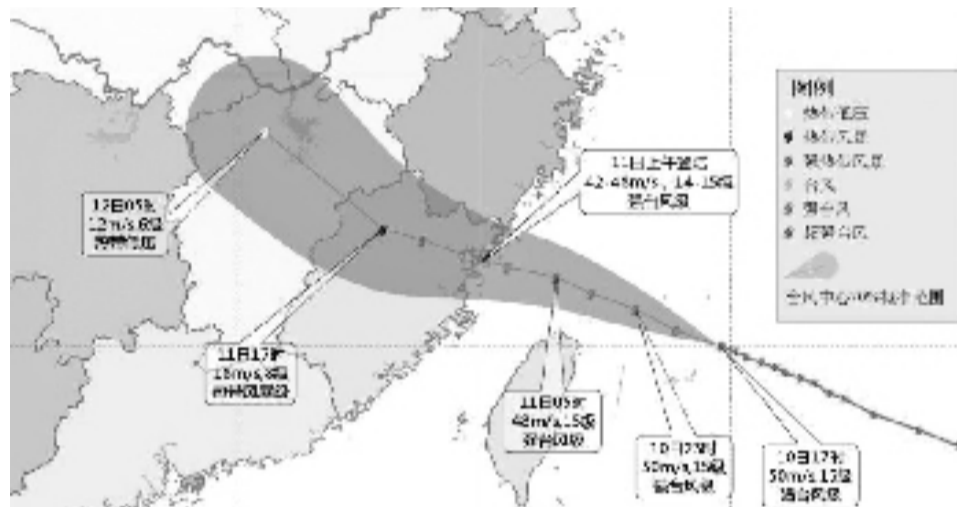 [图例]
热带低压
热带风暴
强热带风暴
台风
强台风
超强台风
台风中心70%概率范围
11日上午登陆
42-48m/s，14-15级
强台风级
12日05时
12m/s,6级
热带低压
11日17时
18m/s,8级
热带风暴级
11日05时
48m/s,15级
强台风级
10日23时
50m/s,15级
强台风级
10日17时
50m/s,15级
强台风级